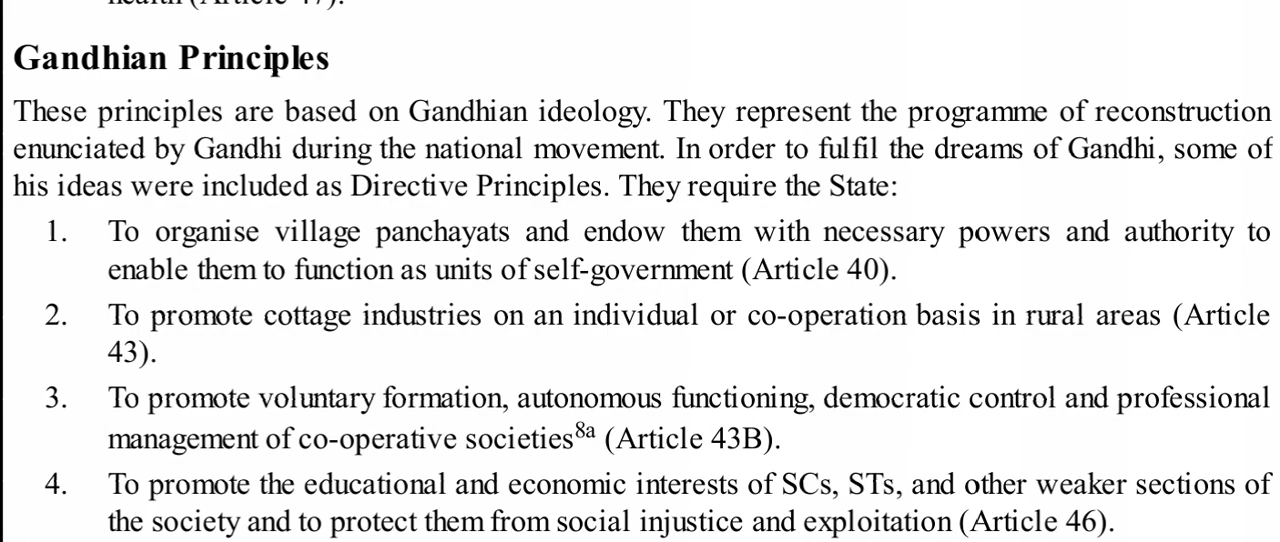 health (Article 47).
Gandhian Principles
These principles are based on Gandhian ideology. They represent the programme of reconstruction
enunciated by Gandhi during the national movement. In order to fulfil the dreams of Gandhi, some of
his ideas were included as Directive Principles. They require the State:
1. To organise village panchayats and endow them with necessary powers and authority to
enable them to function as units of self-government (Article 40).
2. To promote cottage industries on an individual or co-operation basis in rural areas (Article
43).
3. To promote voluntary formation, autonomous functioning, democratic control and professional
management of co-operative societies8a (Article 43B).
4. To promote the educational and economic interests of SCs, STs, and other weaker sections of
the society and to protect them from social injustice and exploitation (Article 46).